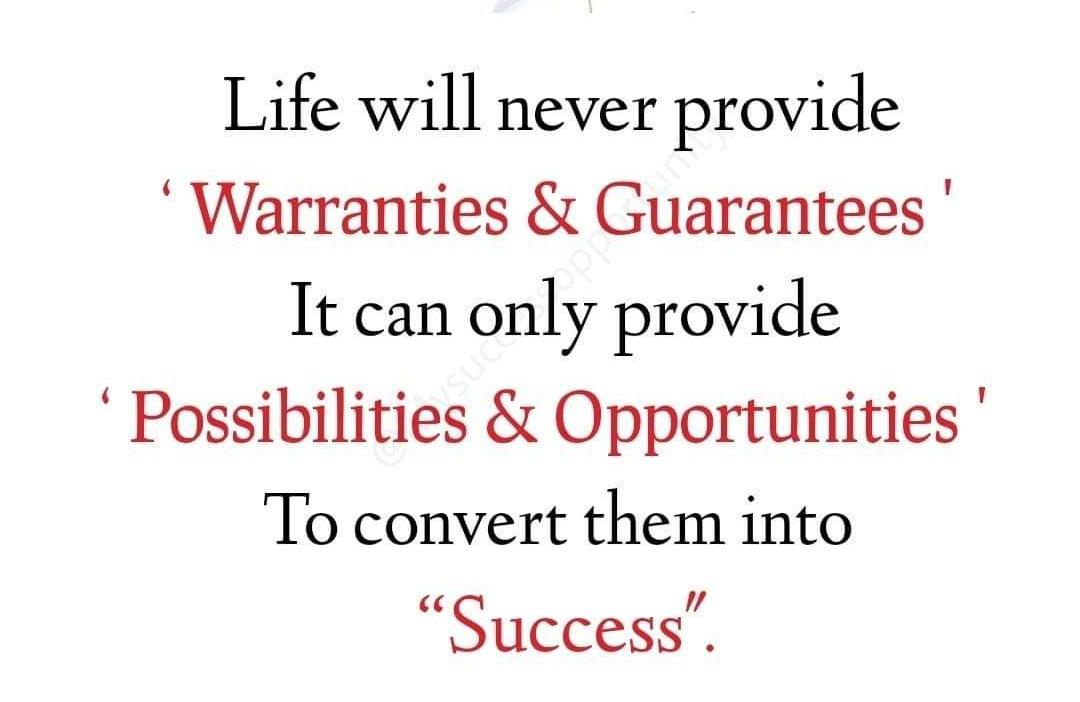 Life will never provide
‘ Warranties & Guarantees '
It can only provide
‘ Possibilities & Opportunities '
To convert them into
“Success".